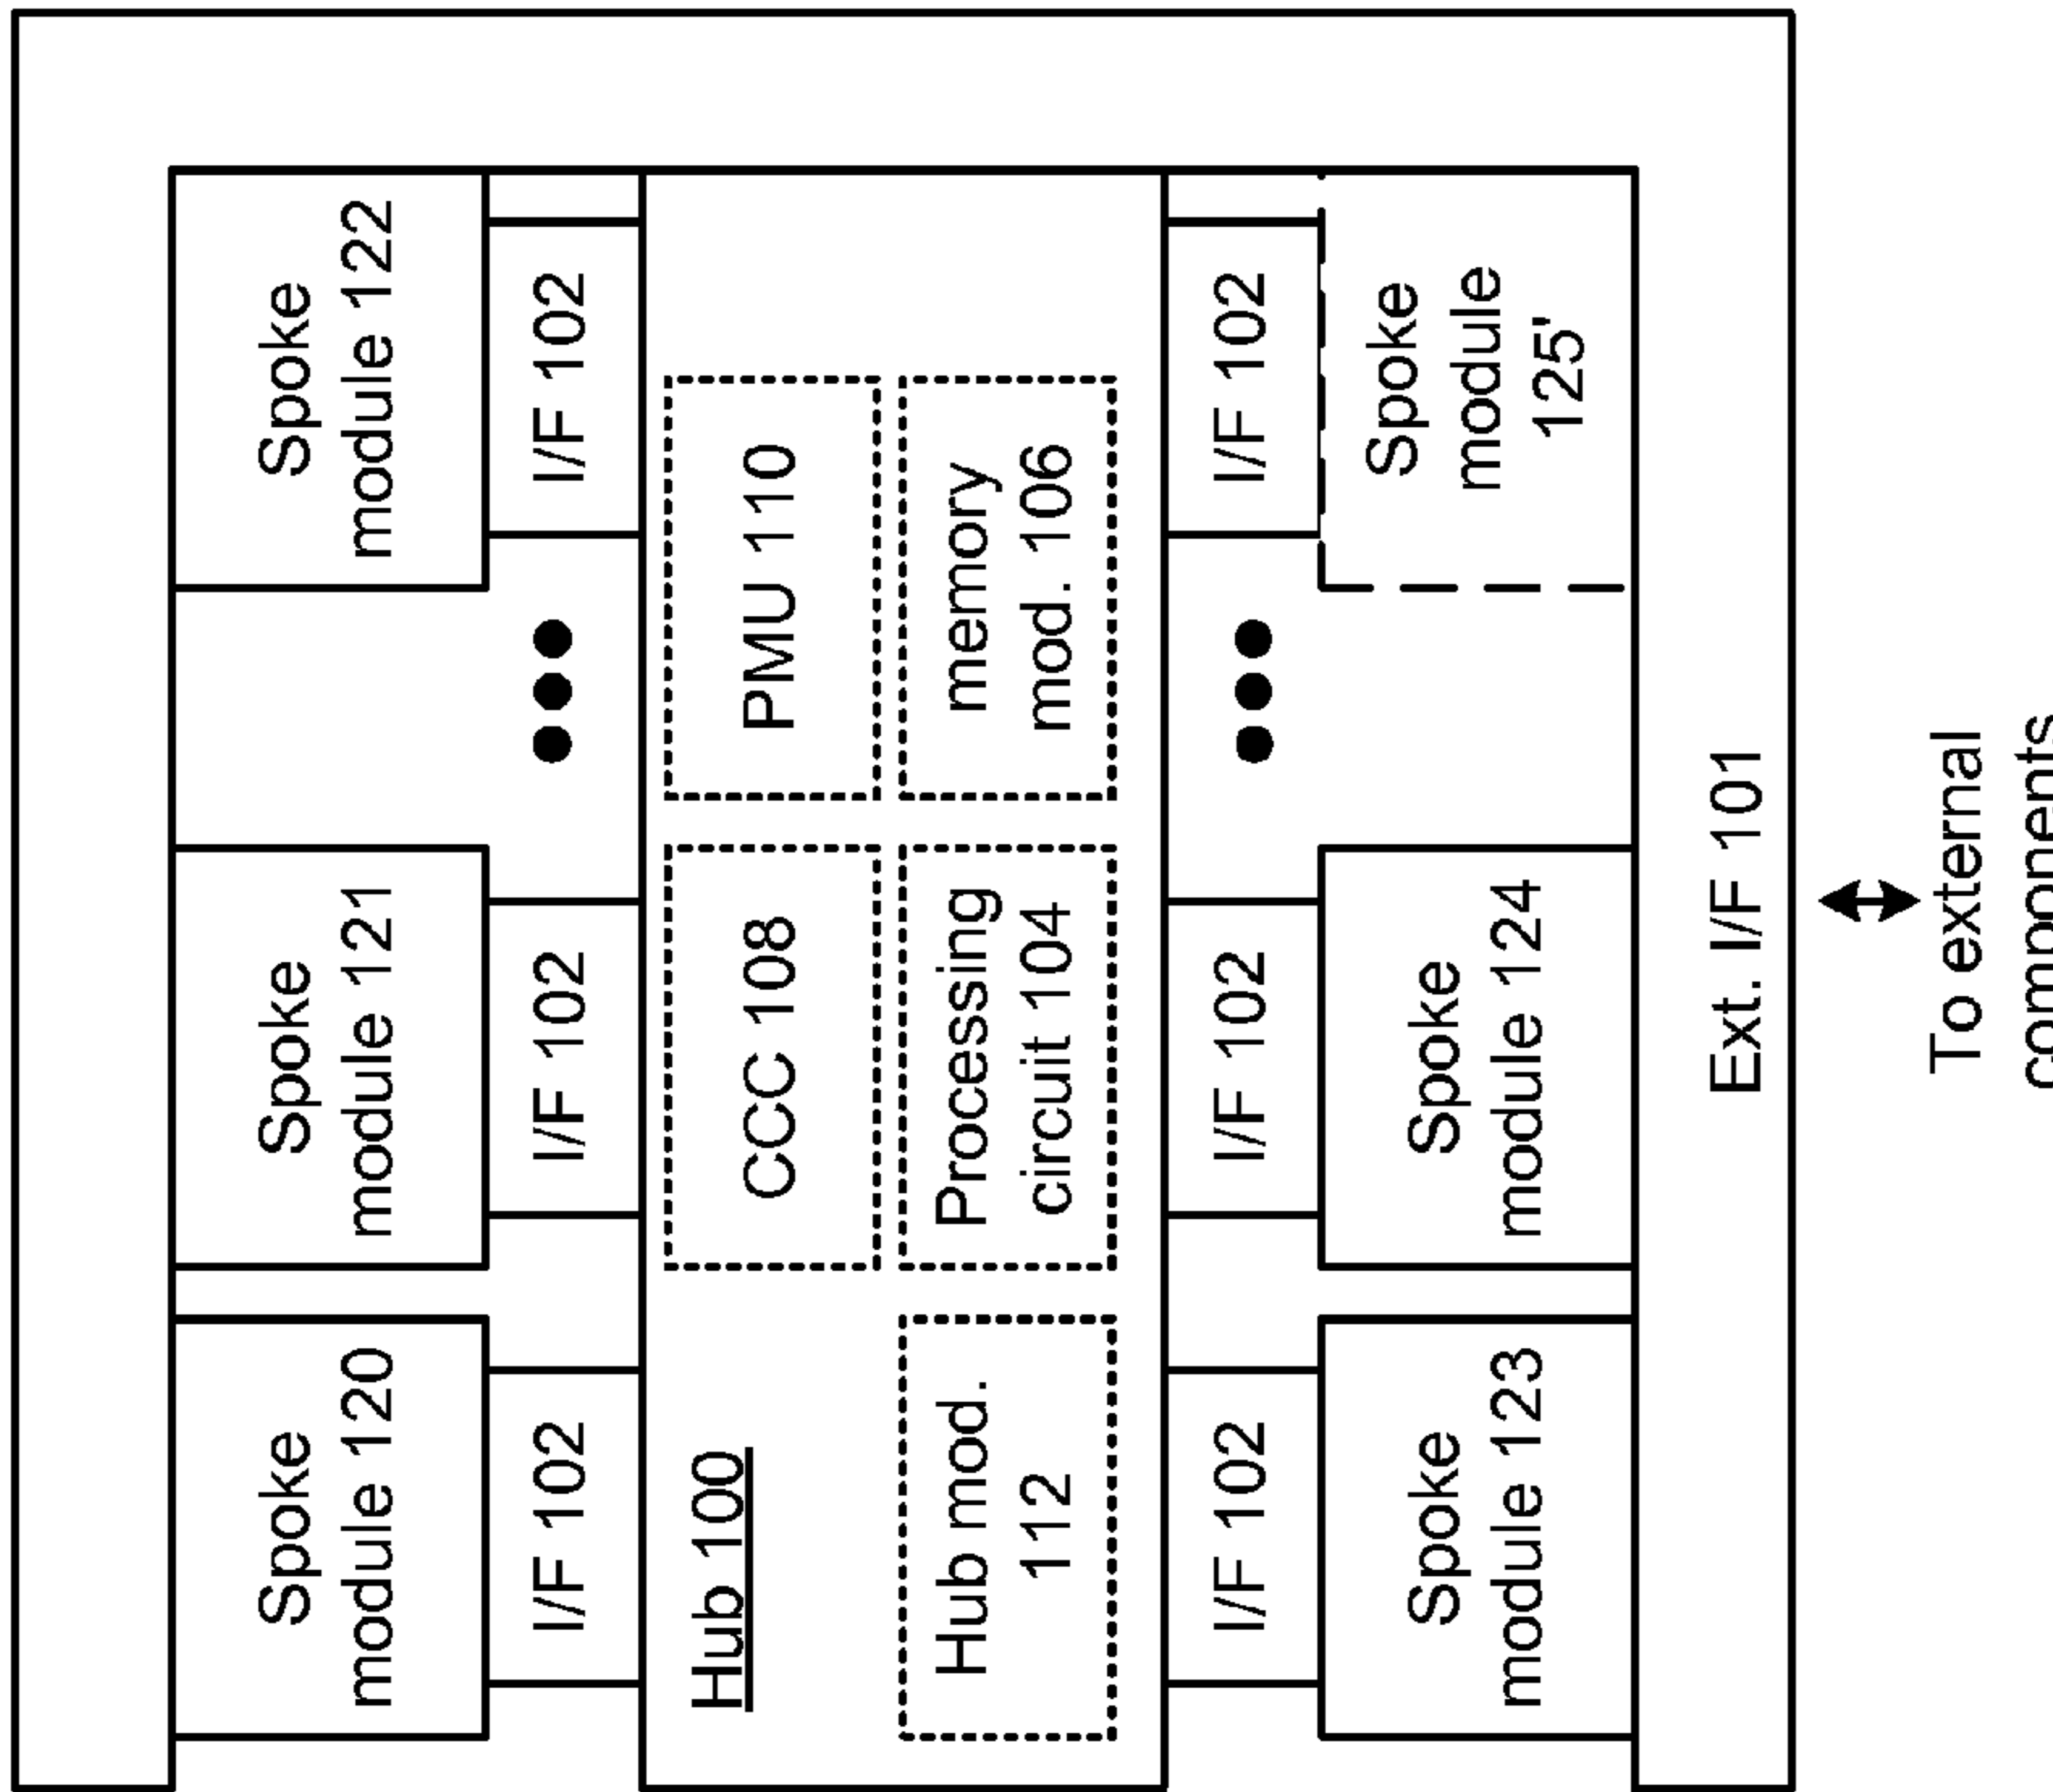 Spoke
module 120
Spoke
module 121
Spoke
module 122
I/F 102
I/F 102
I/F 102
Hub 100
CCC 108
PMU 110
Hub mod.
112
Processing
circuit 104
memory
mod. 106
I/F 102
I/F 102
I/F 102
Spoke
module 123
Spoke
module 124
Spoke
module
125'
Ext. I/F 101
To external
components